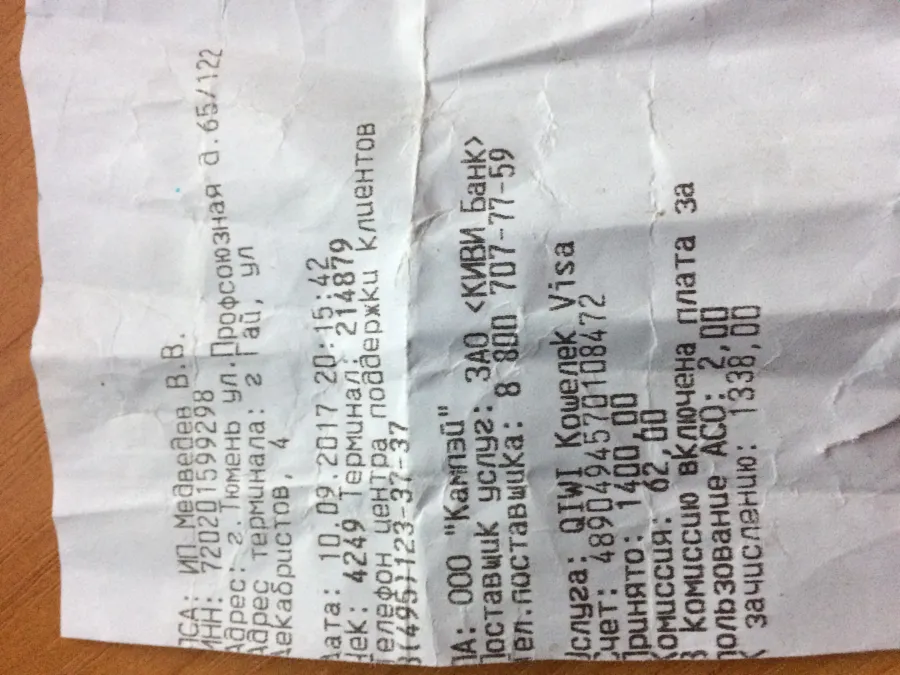 ПСА: ИП Медведев В.В.
ИНН: 720201599298
Адрес: г.Тюмень ул.Профсоюзная д.65/122
Адрес терминала: г Гай, ул
Декабристов, 4
Дата: 10.09.2017 20:15:42
Чек: 4249 Терминал: 214879
Телефон центра поддержки клиентов
8(495)123-37-37
ПА: ООО "Кампэй"
Поставщик услуг: ЗАО <КИВИ Банк>
Тел.поставщика: 8 800 707-77-59
Услуга: QIWI Кошелек Visa
Счет: 4890494570108472
Принято: 1400,00
Комиссия: 62,00
В комиссию включена плата за
пользование АСО: 2,00
К зачислению: 1338,00